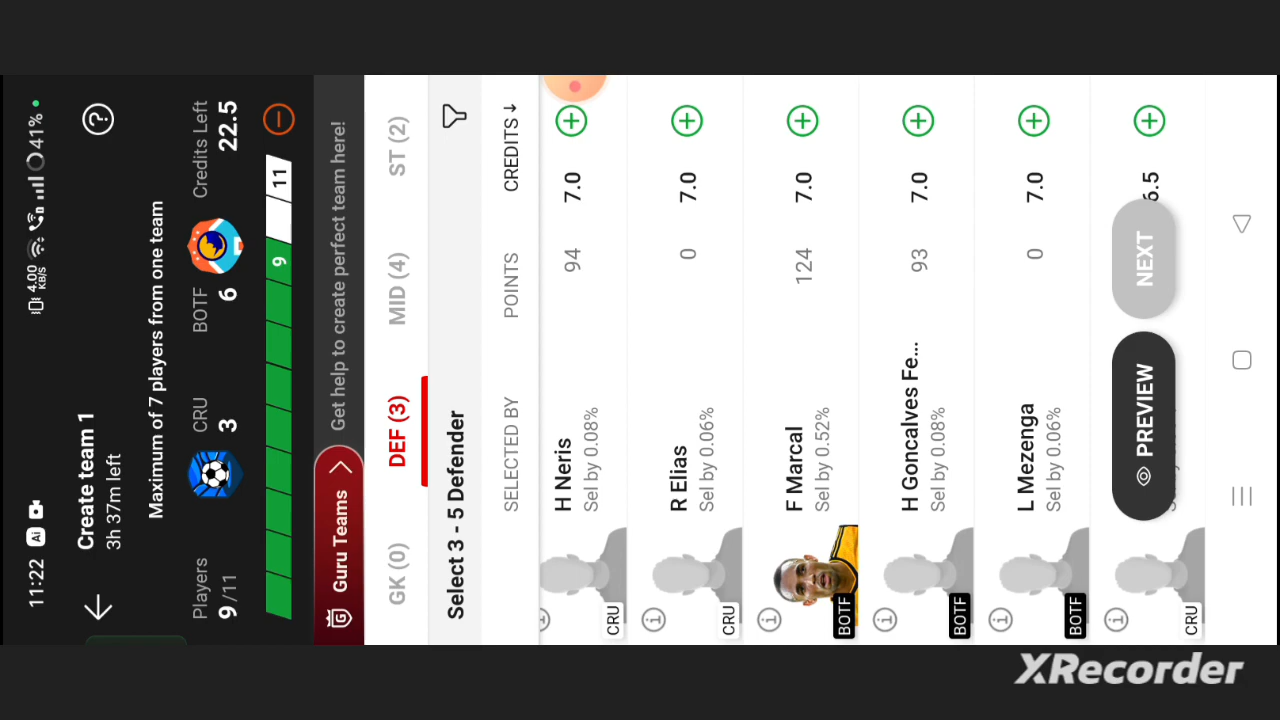 11:22 Ai 4.00 KB/S 41%
Create team 1
3h 37m left
?
Maximum of 7 players from one team
Players CRU BOTF Credits Left
9 /11 3 6 22.5
9 11
Guru Teams Get help to create perfect team here!
GK (0) DEF (3) MID (4) ST (2)
Select 3 - 5 Defender
SELECTED BY POINTS CREDITS
CRU H Neris 94 7.0
Sel by 0.08%
CRU R Elias 0 7.0
Sel by 0.06%
BOTF F Marcal 124 7.0
Sel by 0.52%
BOTF H Goncalves Fe... 93 7.0
Sel by 0.08%
BOTF L Mezenga 0 7.0
Sel by 0.06%
CRU PREVIEW NEXT 6.5
XRecorder